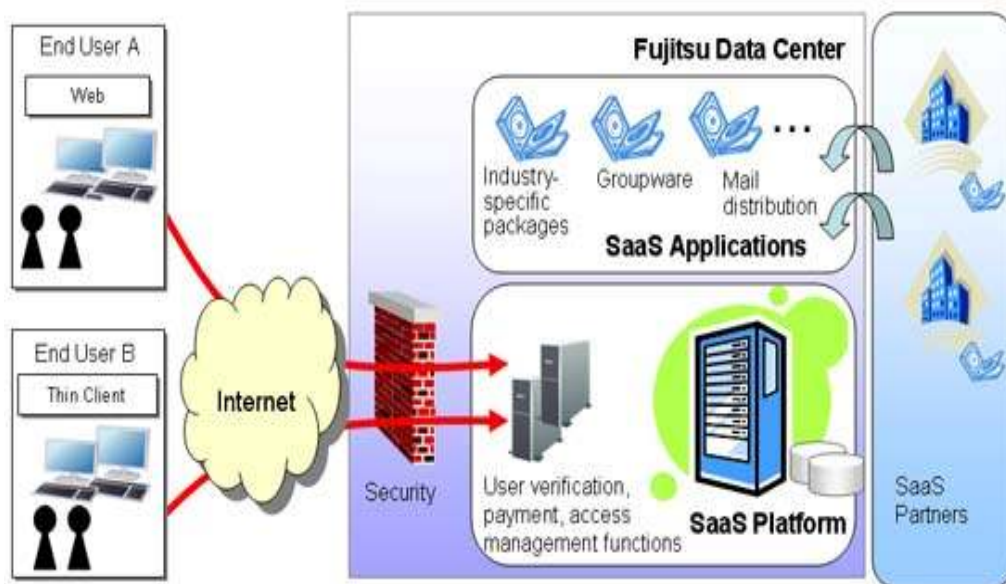 End User A
Web
End User B
Thin Client
Internet
Security
Fujitsu Data Center
Industry-
specific
packages
Groupware
Mail
distribution
...
SaaS Applications
User verification,
payment, access
management functions
SaaS Platform
SaaS
Partners